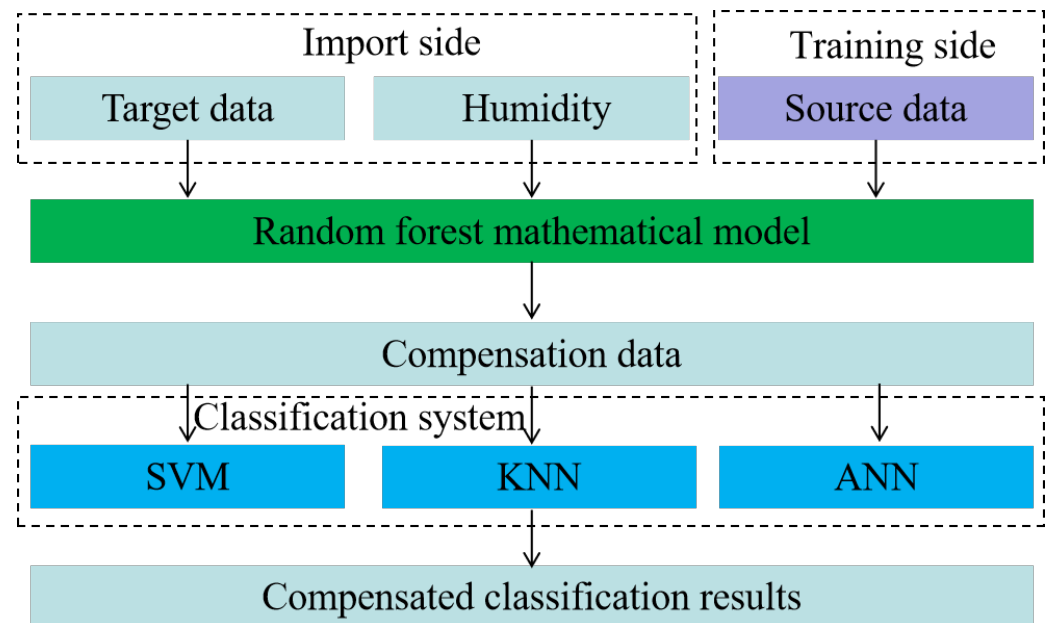 Import side
Training side
Target data
Humidity
Source data
Random forest mathematical model
Compensation data
Classification system
SVM
KNN
ANN
Compensated classification results